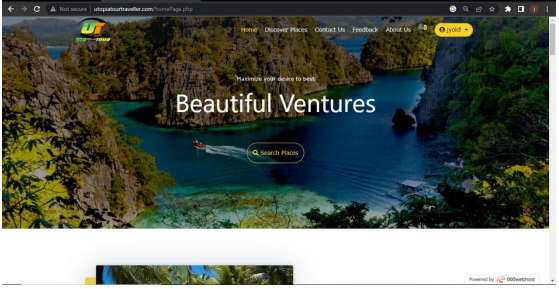 Not secure | utopiatourtraveller.com/homePage.php
UT
Home Discover Places Contact Us Feedback About Us jyoldi
Maximize your desire to best
Beautiful Ventures
Search Places
Powered by 000webhost